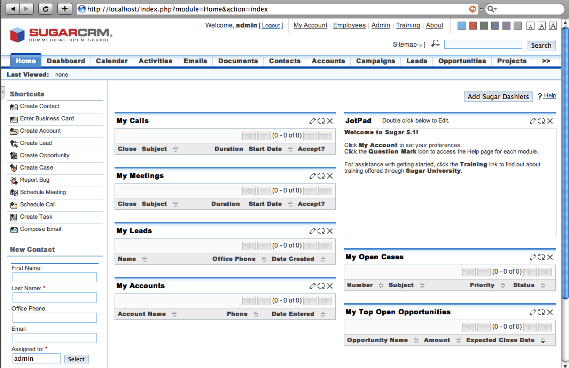 http://localhost/index.php?module=Home&action=index
Q
SUGARCRM.
COMMERCIAL OPEN SOURCE
Welcome, admin [ Logout ] My Account | Employees | Admin | Training | About
A A A
Sitemap Search
Home Dashboard Calendar Activities Emails Documents Contacts Accounts Campaigns Leads Opportunities Projects >>
Last Viewed: none
Add Sugar Dashlets ? Help
Shortcuts
Create Contact
Enter Business Card
Create Account
Create Lead
Create Opportunity
Create Case
Report Bug
Schedule Meeting
Schedule Call
Create Task
Compose Email
New Contact
First Name:
Last Name: *
Office Phone:
Email:
Assigned to: *
admin Select
My Calls
(0 - 0 of 0)
Close Subject Duration Start Date Accept?
My Meetings
(0 - 0 of 0)
Close Subject Duration Start Date Accept?
My Leads
(0 - 0 of 0)
Name Office Phone Date Created
My Accounts
(0 - 0 of 0)
Account Name Phone Date Entered
JotPad Double click below to Edit.
Welcome to Sugar 5.1!
Click My Account to set your preferences.
Click the Question Mark icon to access the Help page for each module.
For assistance with getting started, click the Training link to find out about
training offered through Sugar University.
My Open Cases
(0 - 0 of 0)
Number Subject Priority Status
My Top Open Opportunities
(0 - 0 of 0)
Opportunity Name Amount Expected Close Date